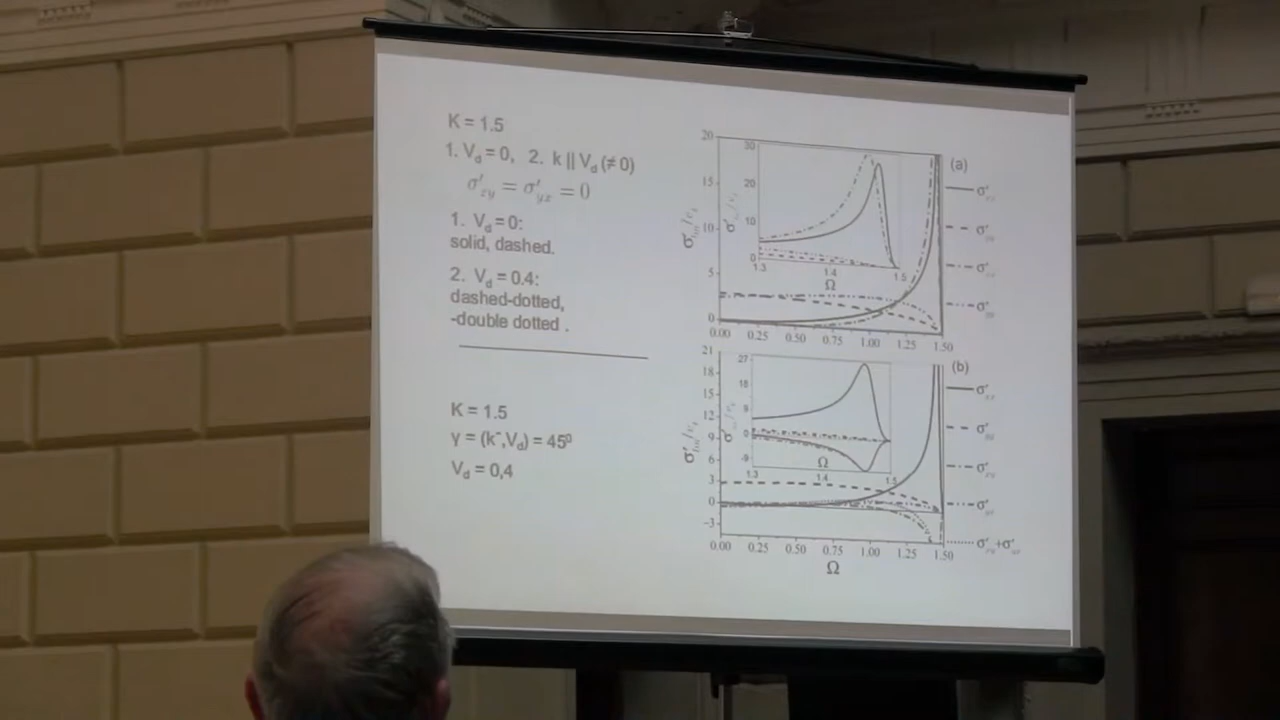 K = 1.5
1. V_d = 0, 2. k || V_d (≠ 0)
σ′_xy = σ′_yx = 0
1. V_d = 0:
solid, dashed.
2. V_d = 0.4:
dashed-dotted,
-double dotted .
K = 1.5
γ = (k^,V_d) = 45⁰
V_d = 0,4
(a)
20
15
10
5
0
0.00 0.25 0.50 0.75 1.00 1.25 1.50
30
20
10
0
1.3 1.4 1.5
Ω
(b)
21
18
15
12
9
6
3
0
-3
0.00 0.25 0.50 0.75 1.00 1.25 1.50
Ω
27
18
9
0
-9
1.3 1.4 1.5
Ω